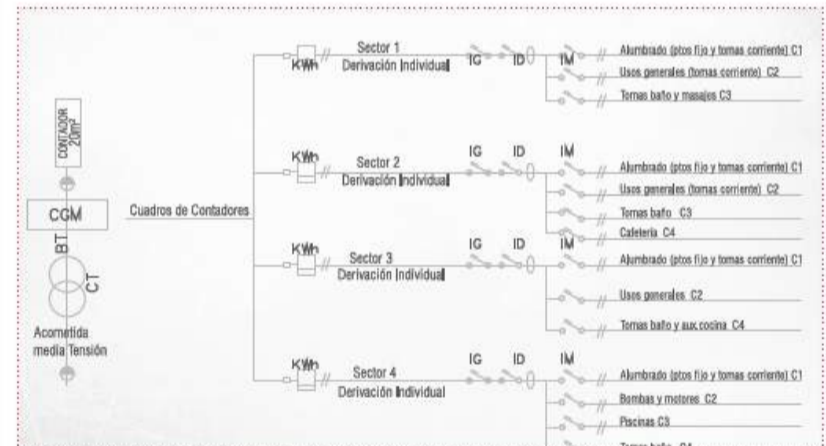 CONTADOR
20m²
CGM
BT
CT
Acometida
media Tensión
Cuadros de Contadores
KWh
Sector 1
Derivación Individual
IG
ID
IM
Alumbrado (ptos fijo y tomas corriente) C1
Usos generales (tomas corriente) C2
Tomas baño y masajes C3
KWh
Sector 2
Derivación Individual
IG
ID
IM
Alumbrado (ptos fijo y tomas corriente) C1
Usos generales (tomas corriente) C2
Tomas baño C3
Cafeteria C4
KWh
Sector 3
Derivación Individual
IG
ID
IM
Alumbrado (ptos fijo y tomas corriente) C1
Usos generales C2
Tomas baño y aux.cocina C4
KWh
Sector 4
Derivación Individual
IG
ID
IM
Alumbrado (ptos fijo y tomas corriente) C1
Bombas y motores C2
Piscinas C3
Tomas baño C4